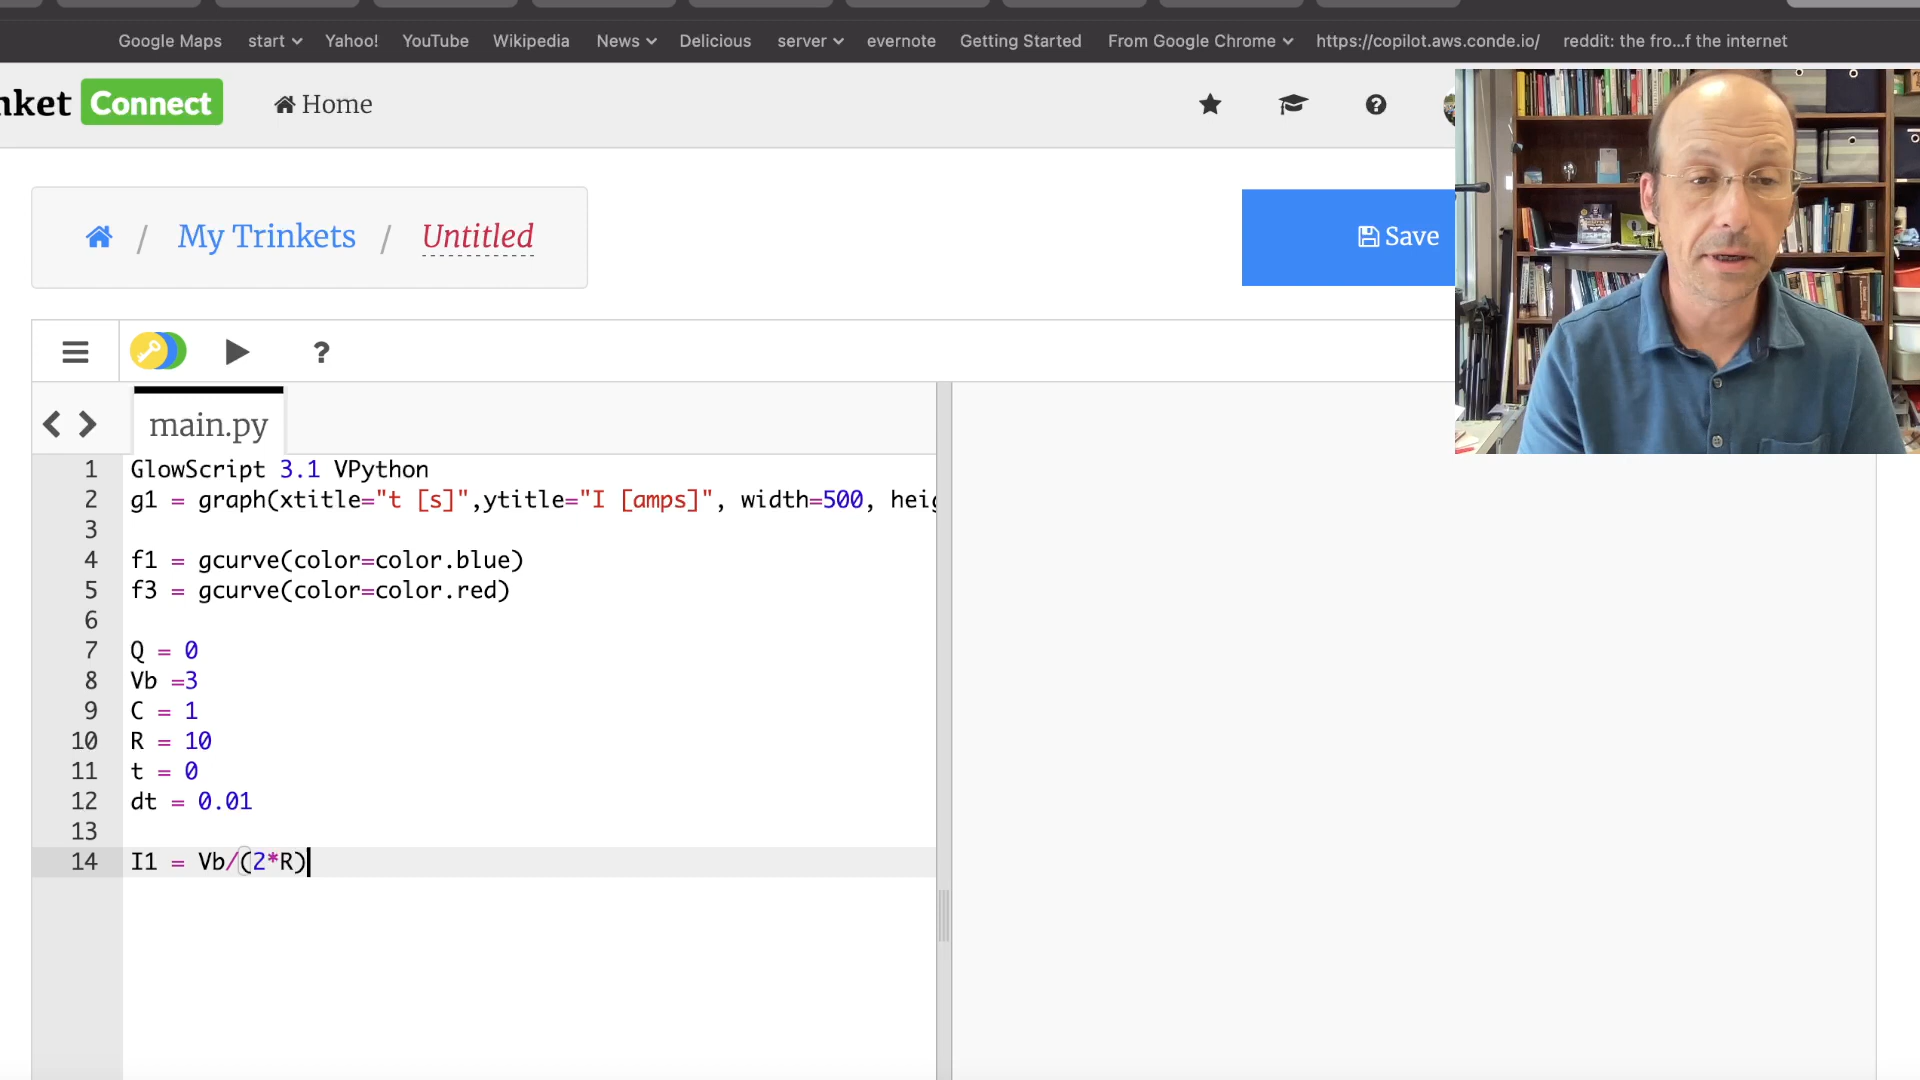 Google Maps start Yahoo! YouTube Wikipedia News Delicious server evernote Getting Started From Google Chrome https://copilot.aws.conde.io/ reddit: the fro...f the internet
nket Connect Home
/ My Trinkets / Untitled
Save
?
main.py
1 GlowScript 3.1 VPython
2 g1 = graph(xtitle="t [s]",ytitle="I [amps]", width=500, heig
3
4 f1 = gcurve(color=color.blue)
5 f3 = gcurve(color=color.red)
6
7 Q = 0
8 Vb =3
9 C = 1
10 R = 10
11 t = 0
12 dt = 0.01
13
14 I1 = Vb/(2*R)